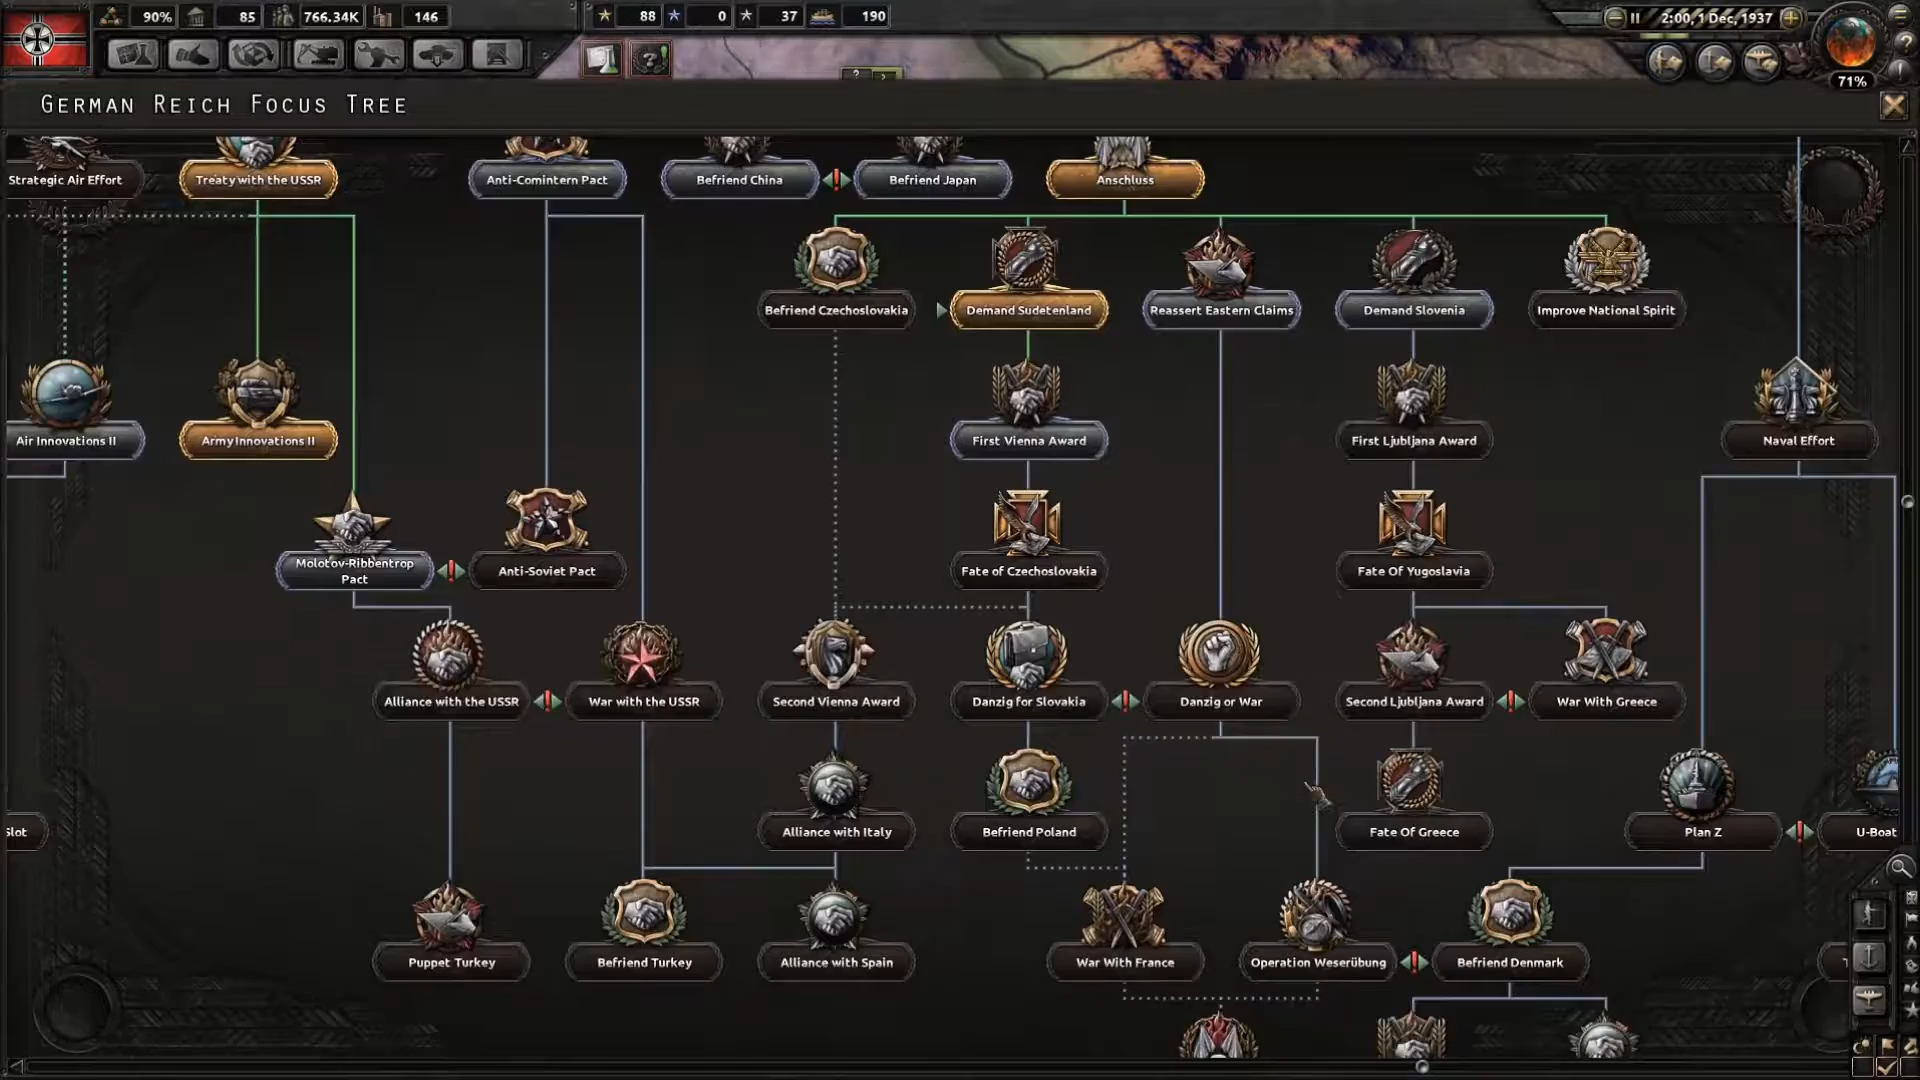 90% 85 766.34K 146 88 0 37 190 2:00, 1 Dec, 1937
71%
German Reich Focus Tree
Strategic Air Effort Treaty with the USSR Anti-Comintern Pact Befriend China Befriend Japan Anschluss
Befriend Czechoslovakia Demand Sudetenland Reassert Eastern Claims Demand Slovenia Improve National Spirit
Air Innovations II Army Innovations II First Vienna Award First Ljubljana Award Naval Effort
Molotov-Ribbentrop
Pact
Anti-Soviet Pact Fate of Czechoslovakia Fate Of Yugoslavia
Alliance with the USSR War with the USSR Second Vienna Award Danzig for Slovakia Danzig or War Second Ljubljana Award War With Greece
Slot Alliance with Italy Befriend Poland Fate Of Greece Plan Z U-Boat
Puppet Turkey Befriend Turkey Alliance with Spain War With France Operation Weserübung Befriend Denmark